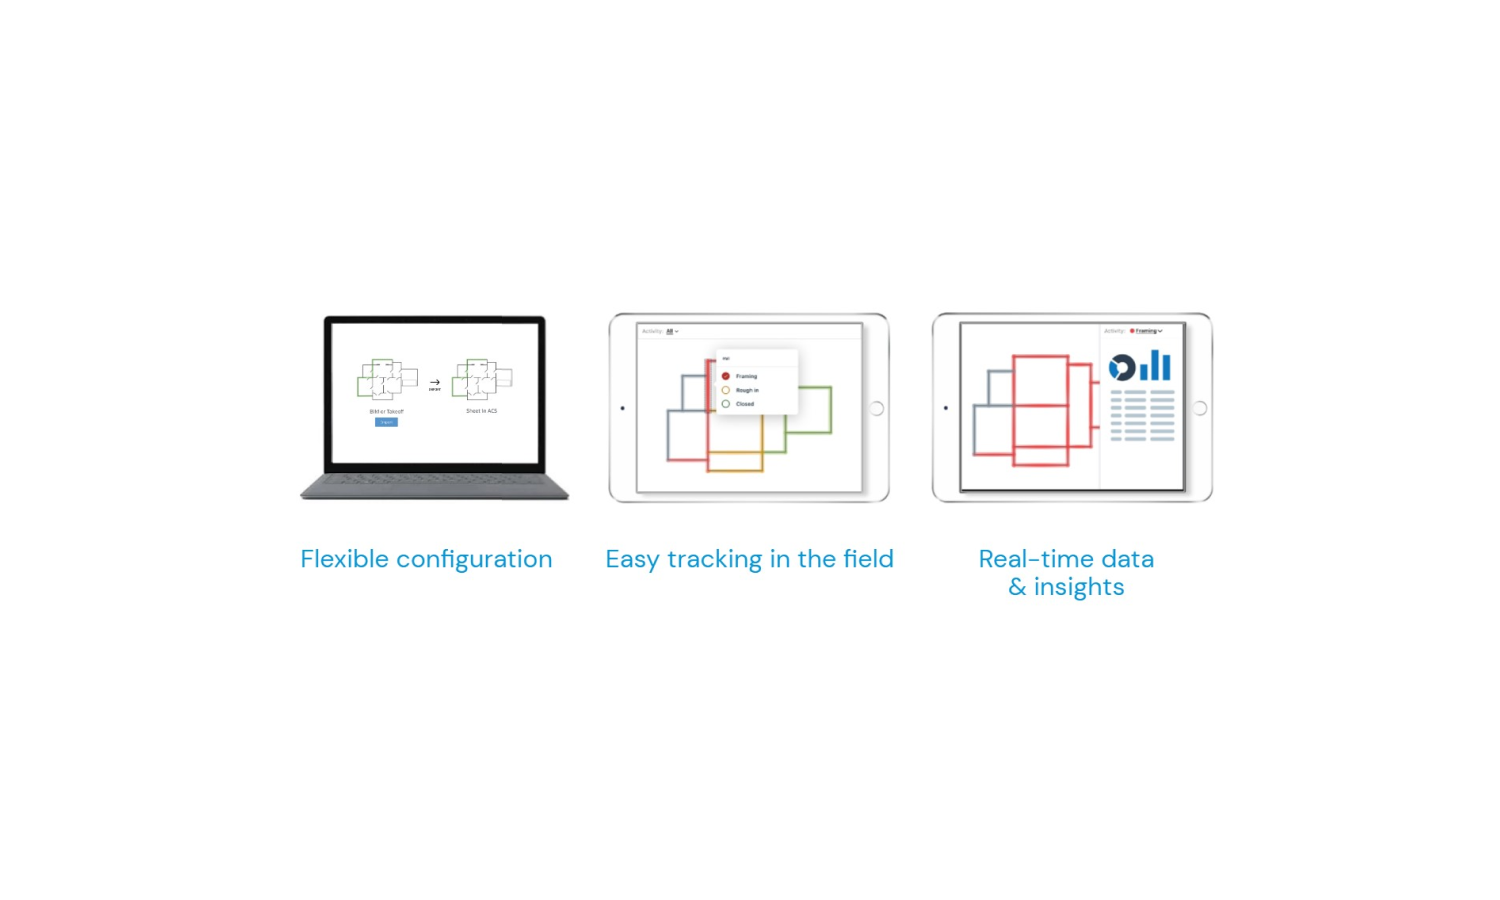 Bild or Takeoff
Sheet in ACS
Activity: All
Framing
Rough in
Closed
Activity: Framing
Flexible configuration
Easy tracking in the field
Real-time data
& insights